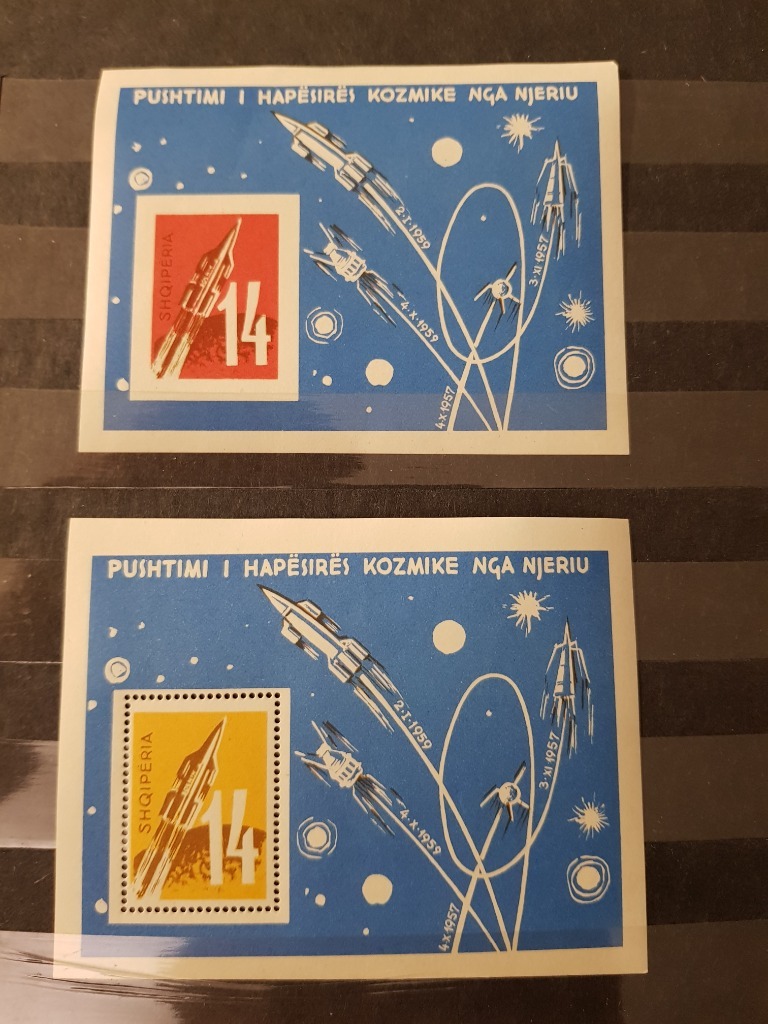 PUSHTIMI I HAPËSIRËS KOZMIKE NGA NJERIU
2·I·1959
3·XI·1957
4·X·1959
4·X·1957
SHQIPERIA
14
PUSHTIMI I HAPËSIRËS KOZMIKE NGA NJERIU
2·I·1959
3·XI·1957
4·X·1959
4·X·1957
SHQIPERIA
14